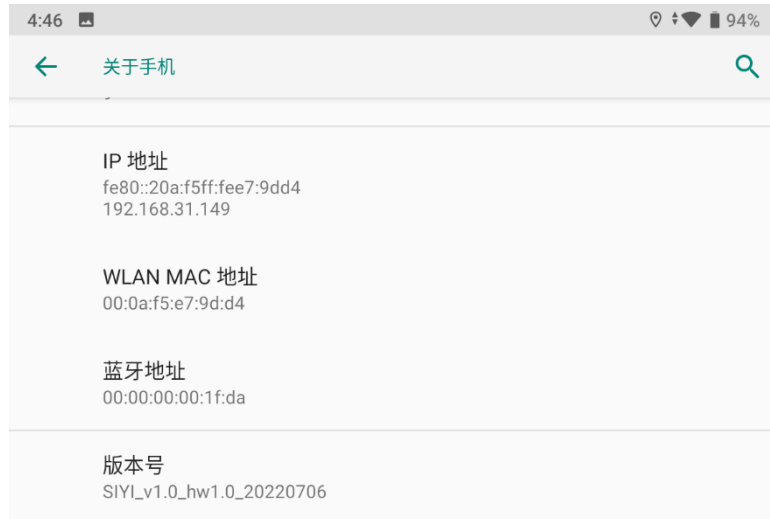 4:46
94%
关于手机
IP 地址
fe80::20a:f5ff:fee7:9dd4
192.168.31.149
WLAN MAC 地址
00:0a:f5:e7:9d:d4
蓝牙地址
00:00:00:00:1f:da
版本号
SIYI_v1.0_hw1.0_20220706